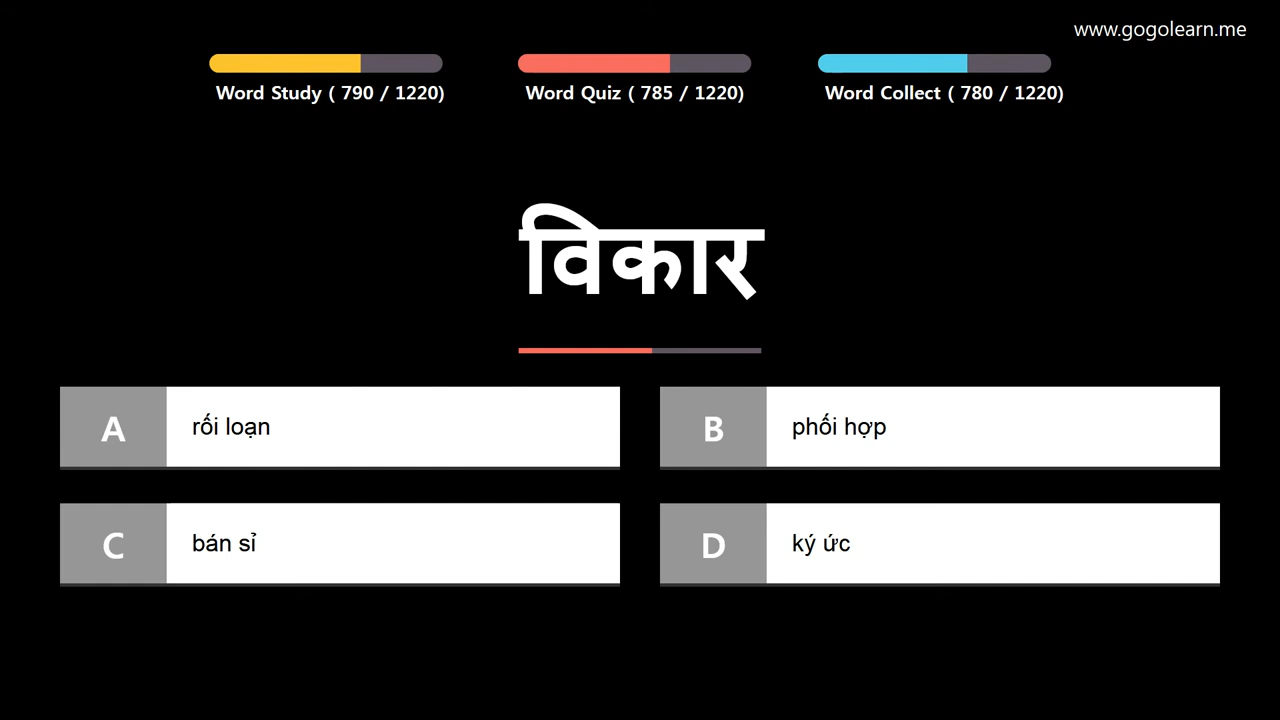 www.gogolearn.me
Word Study ( 790 / 1220)
Word Quiz ( 785 / 1220)
Word Collect ( 780 / 1220)
विकार
A
rối loạn
B
phối hợp
C
bán sỉ
D
ký ức